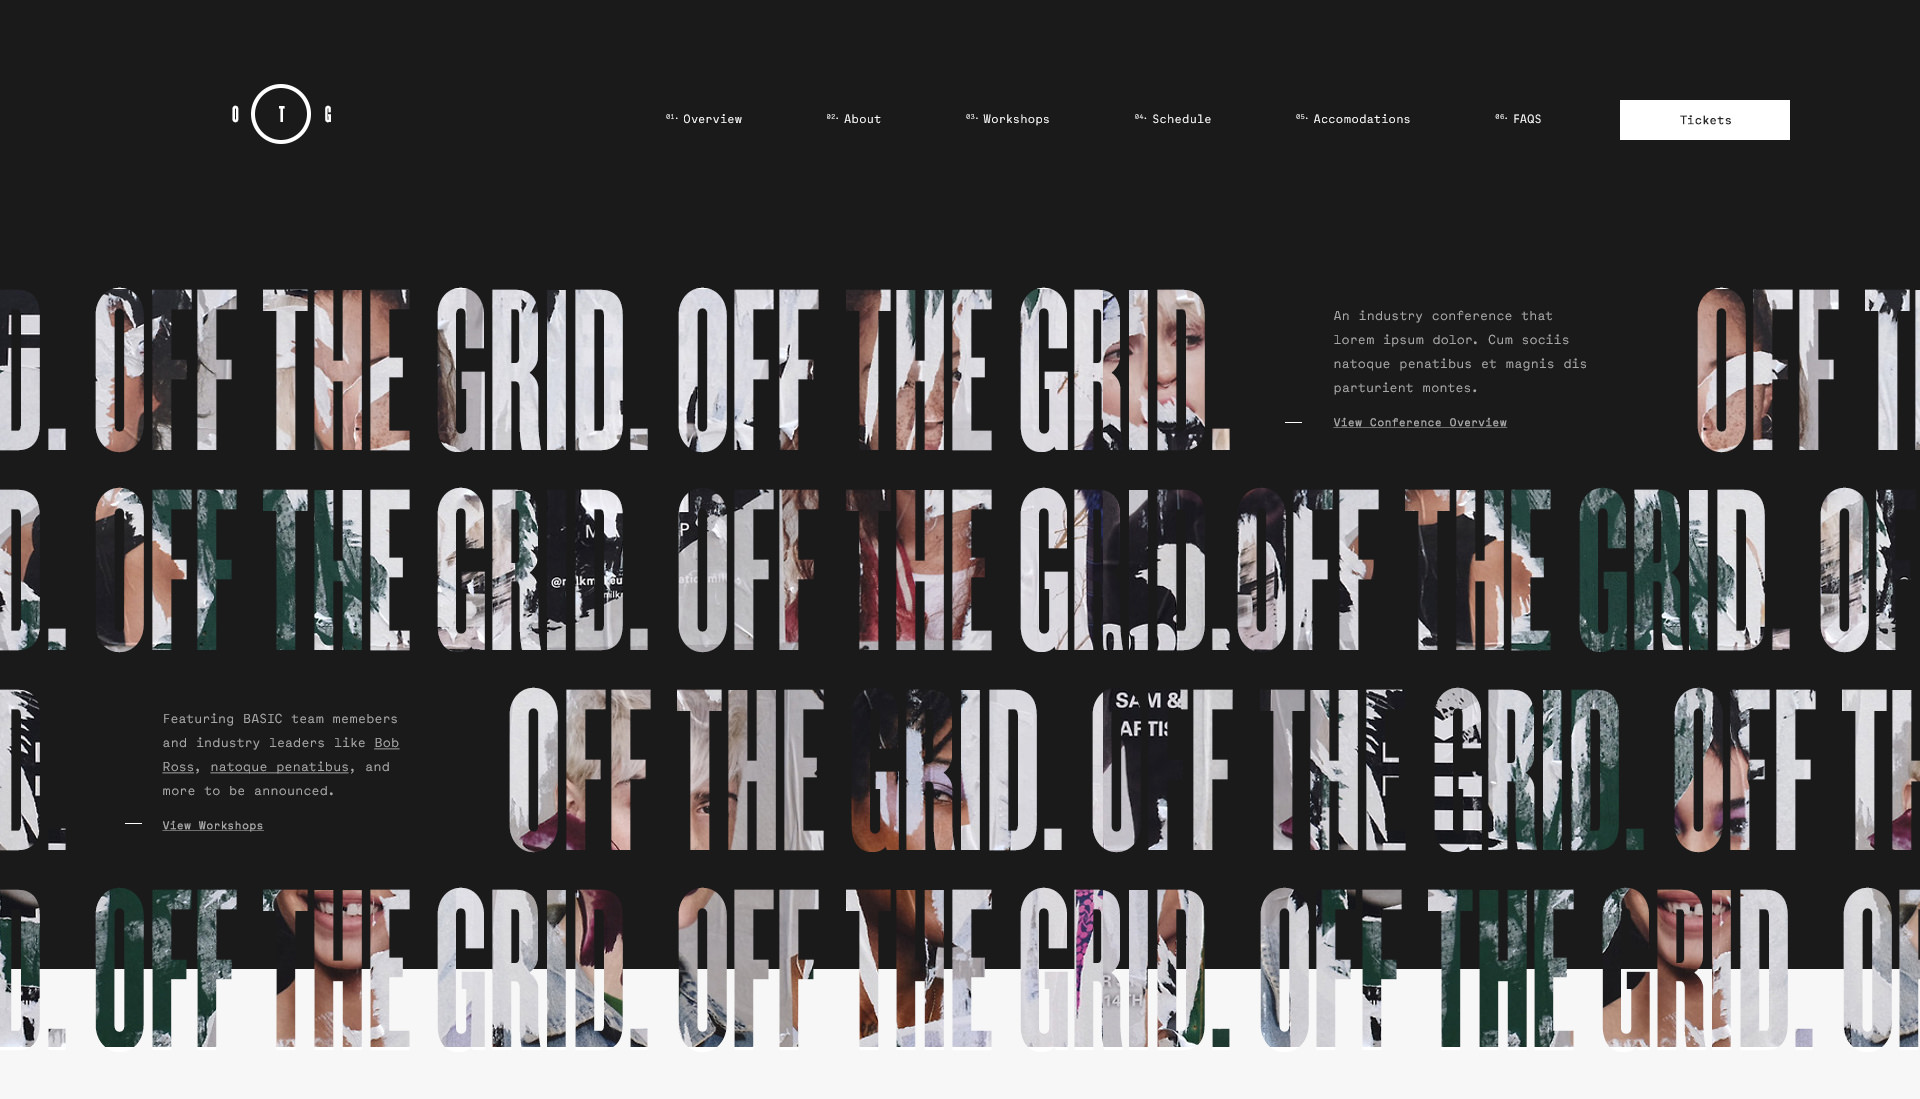 O T G
01. Overview 02. About 03. Workshops 04. Schedule 05. Accomodations 06. FAQS Tickets
D. OFF THE GRID. OFF THE GRID. OFF
An industry conference that
lorem ipsum dolor. Cum sociis
natoque penatibus et magnis dis
parturient montes.
View Conference Overview
D. OFF THE GRID. OFF THE GRID. OFF THE GRID. O
Featuring BASIC team memebers
and industry leaders like Bob
Ross, natoque penatibus, and
more to be announced.
View Workshops
D. OFF THE GRID. OFF THE GRID. OFF TH
SAM &
D. OFF THE GRID. OFF THE GRID. OFF THE GRID. O
14TH